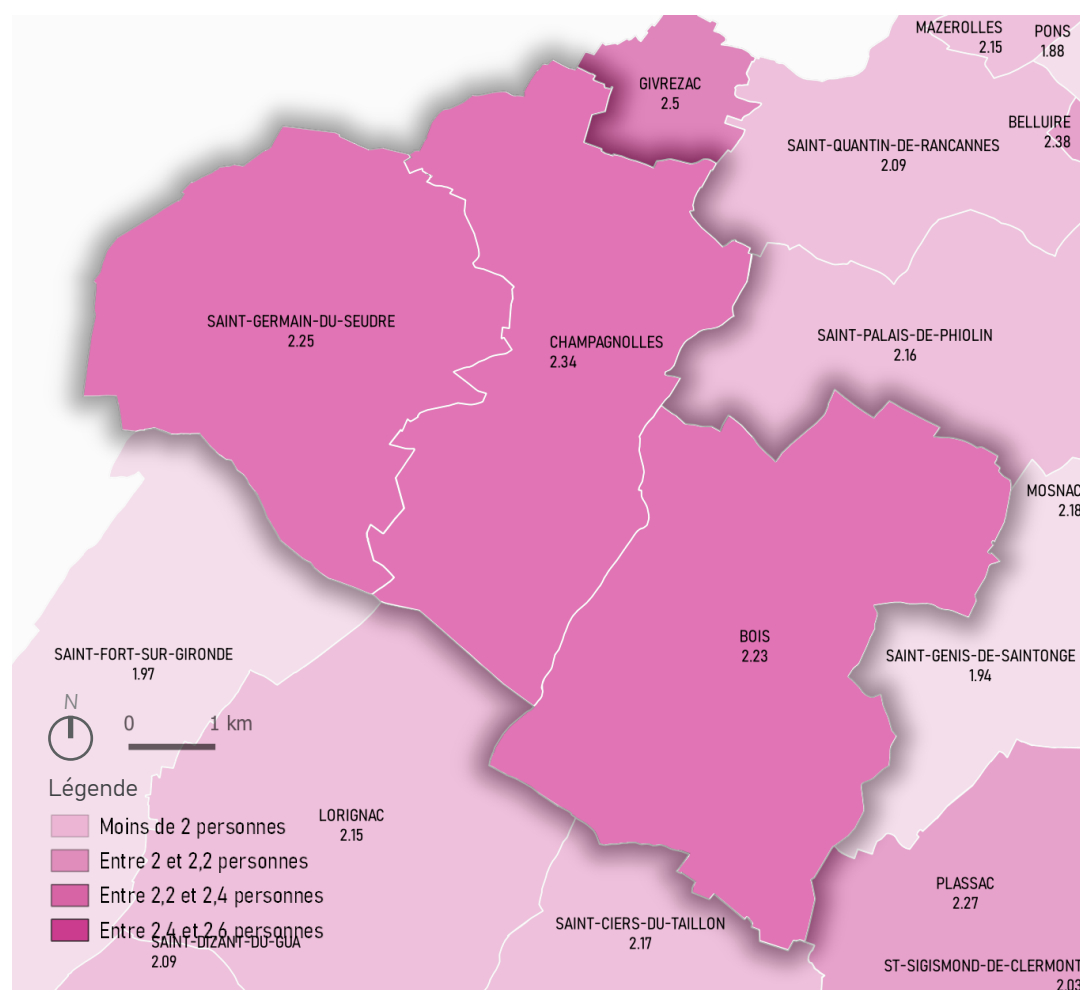 MAZEROLLES
2.15
PONS
1.88
GIVREZAC
2.5
BELLUIRE
2.38
SAINT-QUANTIN-DE-RANCANNES
2.09
SAINT-GERMAIN-DU-SEUDRE
2.25
CHAMPAGNOLLES
2.34
SAINT-PALAIS-DE-PHIOLIN
2.16
MOSNAC
2.18
BOIS
2.23
SAINT-FORT-SUR-GIRONDE
1.97
SAINT-GENIS-DE-SAINTONGE
1.94
N
0 1 km
Légende
Moins de 2 personnes
Entre 2 et 2,2 personnes
Entre 2,2 et 2,4 personnes
Entre 2,4 et 2,6 personnes
LORIGNAC
2.15
SAINT-DIZANT-DU-GUA
2.09
SAINT-CIERS-DU-TAILLON
2.17
PLASSAC
2.27
ST-SIGISMOND-DE-CLERMONT
2.03